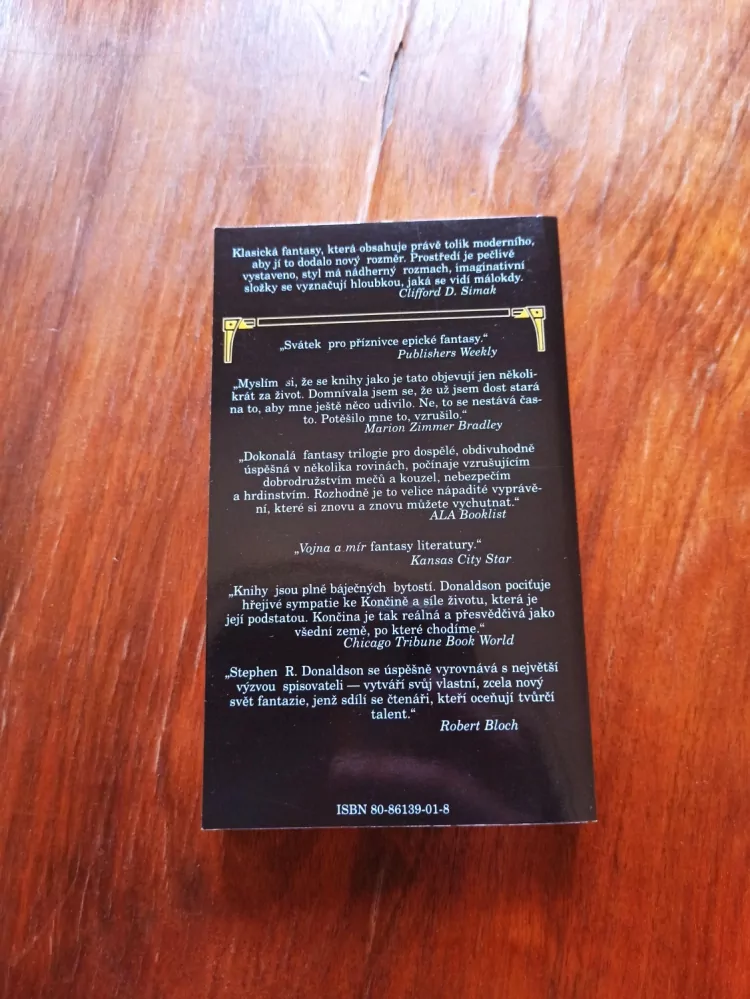 Klasická fantasy, která obsahuje právě tolik moderního,
aby jí to dodalo nový rozměr. Prostředí je pečlivě
vystaveno, styl má nádherný rozmach, imaginativní
složky se vyznačují hloubkou, jaká se vidí málokdy.
Clifford D. Simak
„Svátek pro příznivce epické fantasy.“
Publishers Weekly
„Myslím si, že se knihy jako je tato objevují jen několi-
krát za život. Domnívala jsem se, že už jsem dost stará
na to, aby mne ještě něco udivilo. Ne, to se nestává čas-
to. Potěšilo mne to, vzrušilo.“
Marion Zimmer Bradley
„Dokonalá fantasy trilogie pro dospělé, obdivuhodně
úspěšná v několika rovinách, počínaje vzrušujícím
dobrodružstvím mečů a kouzel, nebezpečím
a hrdinstvím. Rozhodně je to velice nápadité vyprávě-
ní, které si znovu a znovu můžete vychutnat.“
ALA Booklist
„Vojna a mír fantasy literatury.“
Kansas City Star
„Knihy jsou plné báječných bytostí. Donaldson pociťuje
hřejivé sympatie ke Končině a síle životu, která je
její podstatou. Končina je tak reálná a přesvědčivá jako
všední země, po které chodíme.“
Chicago Tribune Book World
„Stephen R. Donaldson se úspěšně vyrovnává s největší
výzvou spisovateli — vytváří svůj vlastní, zcela nový
svět fantazie, jenž sdílí se čtenáři, kteří oceňují tvůrčí
talent.“
Robert Bloch
ISBN 80-86139-01-8